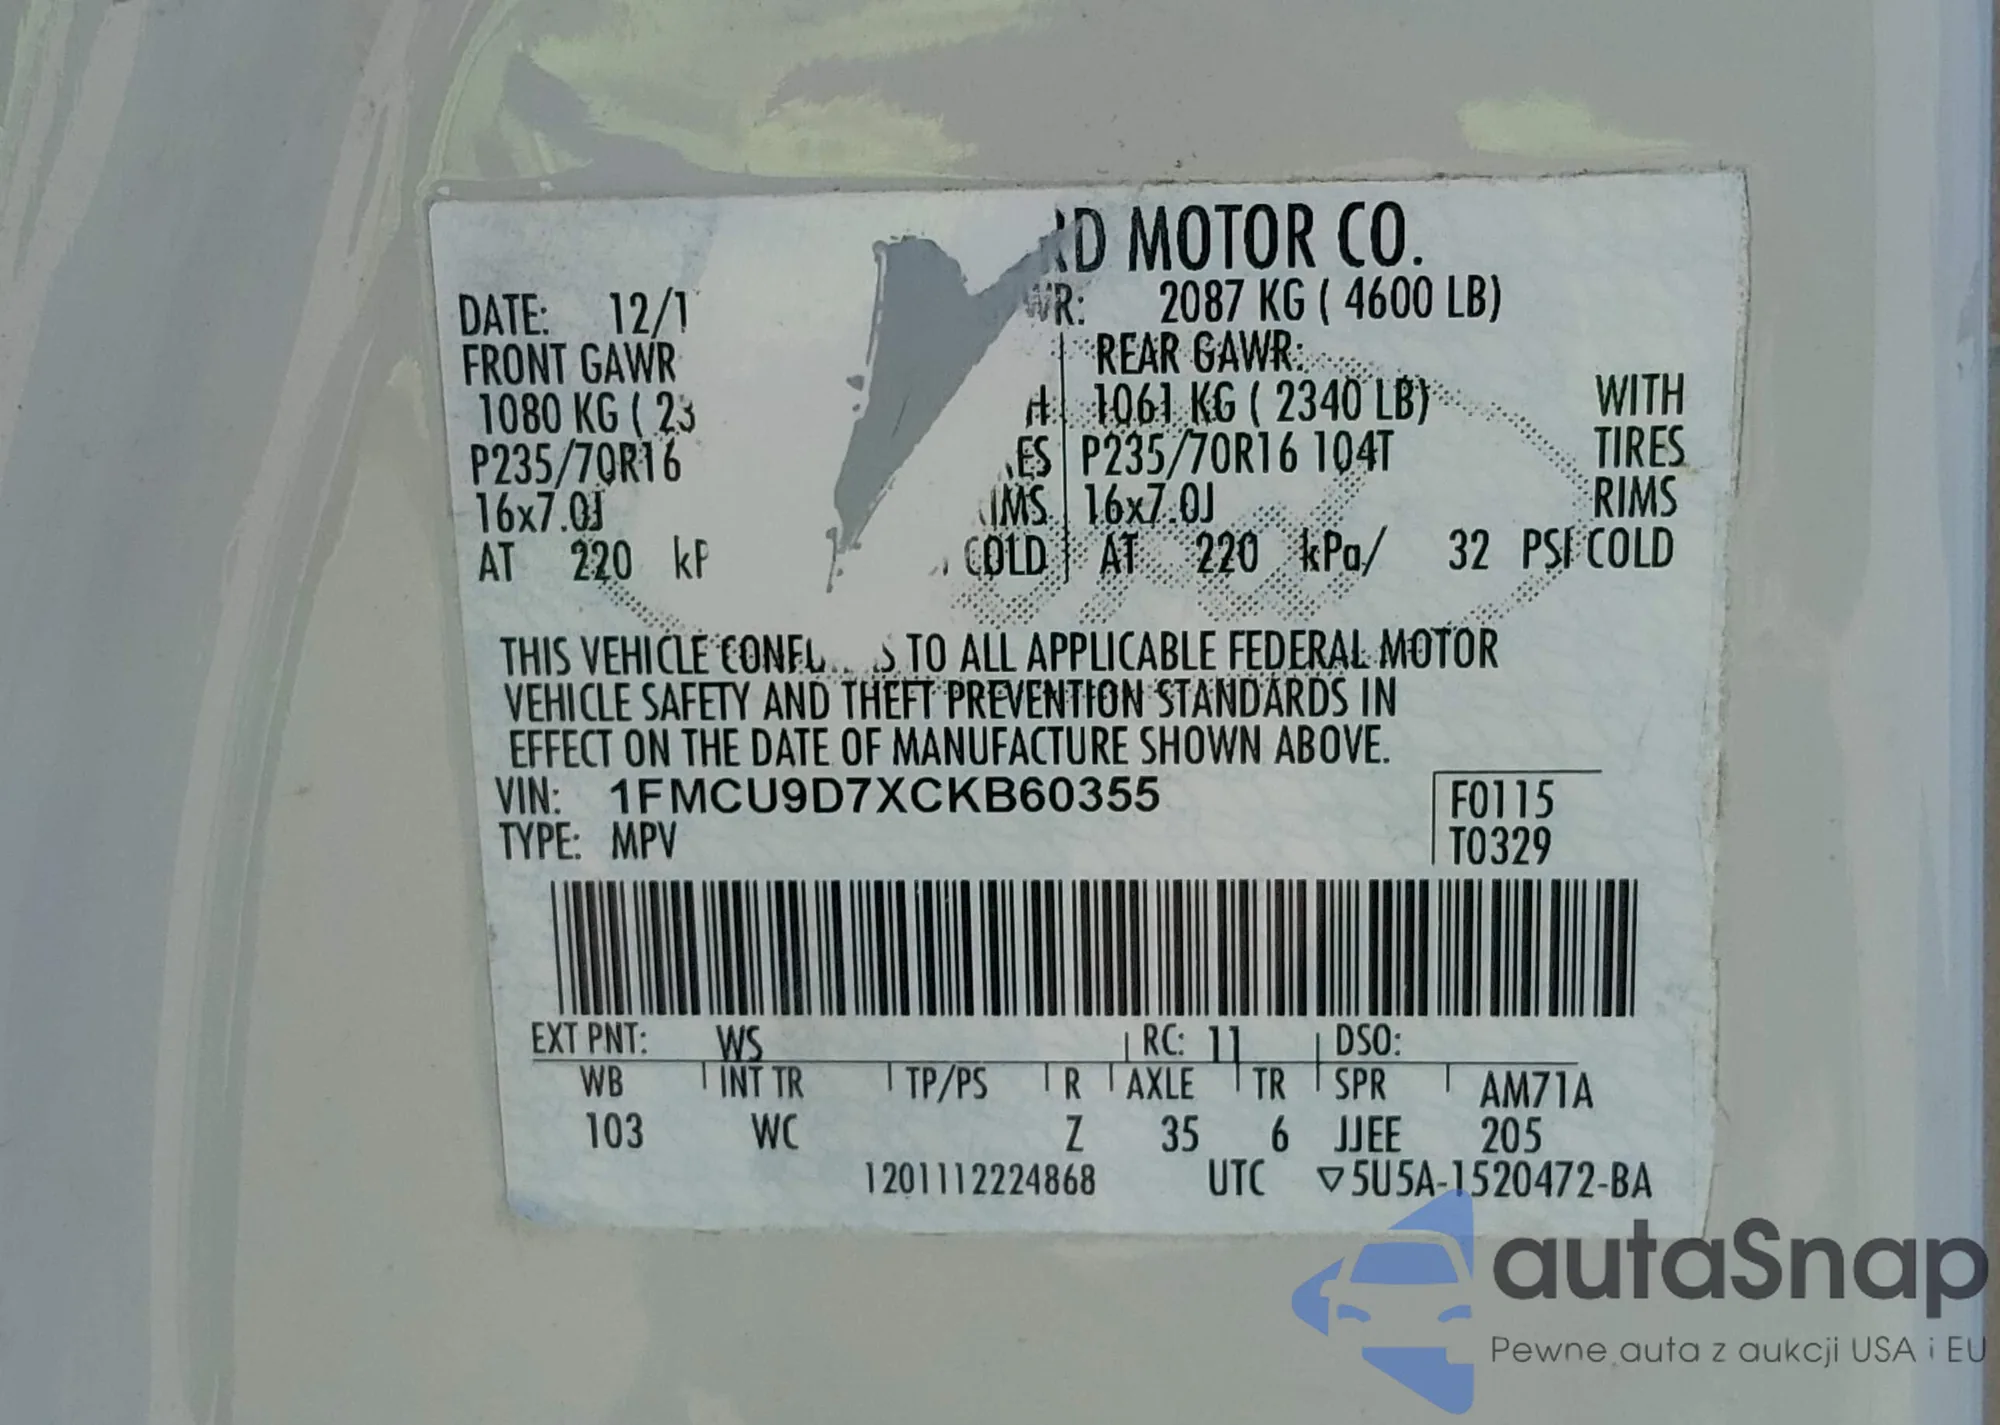 RD MOTOR CO.
DATE: 12/1 WR: 2087 KG ( 4600 LB)
FRONT GAWR REAR GAWR:
1080 KG ( 23 H 1061 KG ( 2340 LB) WITH
P235/70R16 ES P235/70R16 104T TIRES
16x7.0J IMS 16x7.0J RIMS
AT 220 kP COLD AT 220 kPa/ 32 PSI COLD
THIS VEHICLE CONF S TO ALL APPLICABLE FEDERAL MOTOR
VEHICLE SAFETY AND THEFT PREVENTION STANDARDS IN
EFFECT ON THE DATE OF MANUFACTURE SHOWN ABOVE.
VIN: 1FMCU9D7XCKB60355 F0115
TYPE: MPV T0329
EXT PNT: WS RC: 11 DSO:
WB INT TR TP/PS R AXLE TR SPR AM71A
103 WC Z 35 6 JJEE 205
1201112224868 UTC ▽5U5A-1520472-BA
autaSnap
Pewne auta z aukcji USA i EU